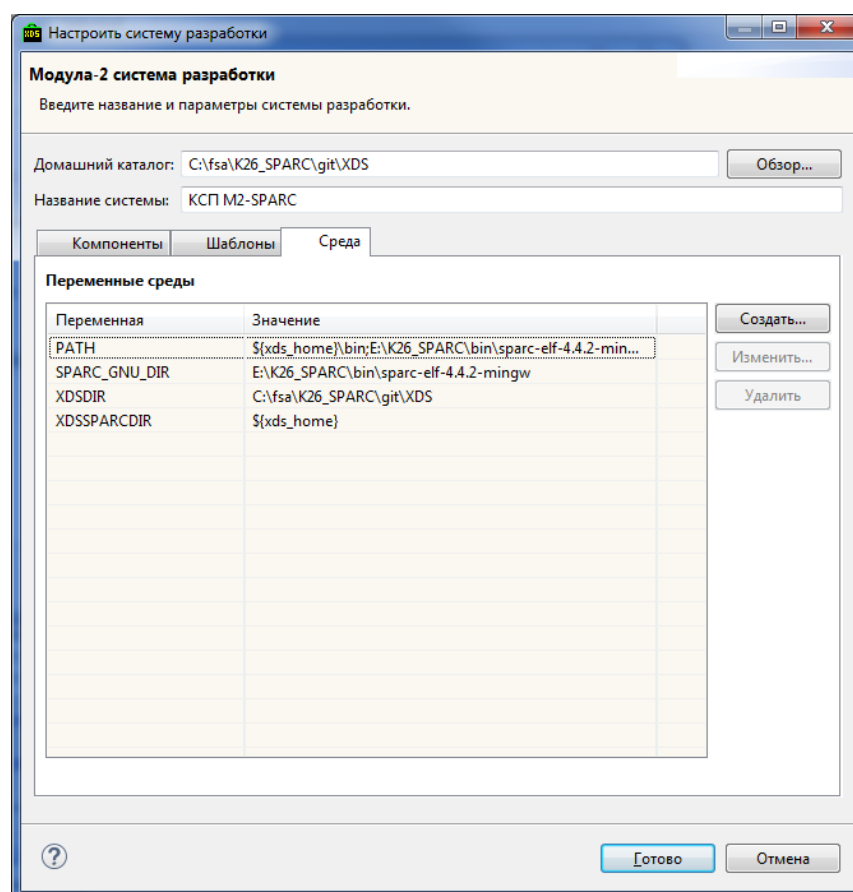 XDS Настроить систему разработки
Модула-2 система разработки
Введите название и параметры системы разработки.
Домашний каталог: C:\fsa\K26_SPARC\git\XDS Обзор...
Название системы: КСП М2-SPARC
Компоненты Шаблоны Среда
Переменные среды
Переменная Значение Создать...
PATH ${xds_home}\bin;E:\K26_SPARC\bin\sparc-elf-4.4.2-min...
Изменить...
SPARC_GNU_DIR E:\K26_SPARC\bin\sparc-elf-4.4.2-mingw
XDSDIR C:\fsa\K26_SPARC\git\XDS Удалить
XDSSPARCDIR ${xds_home}
? Готово Отмена